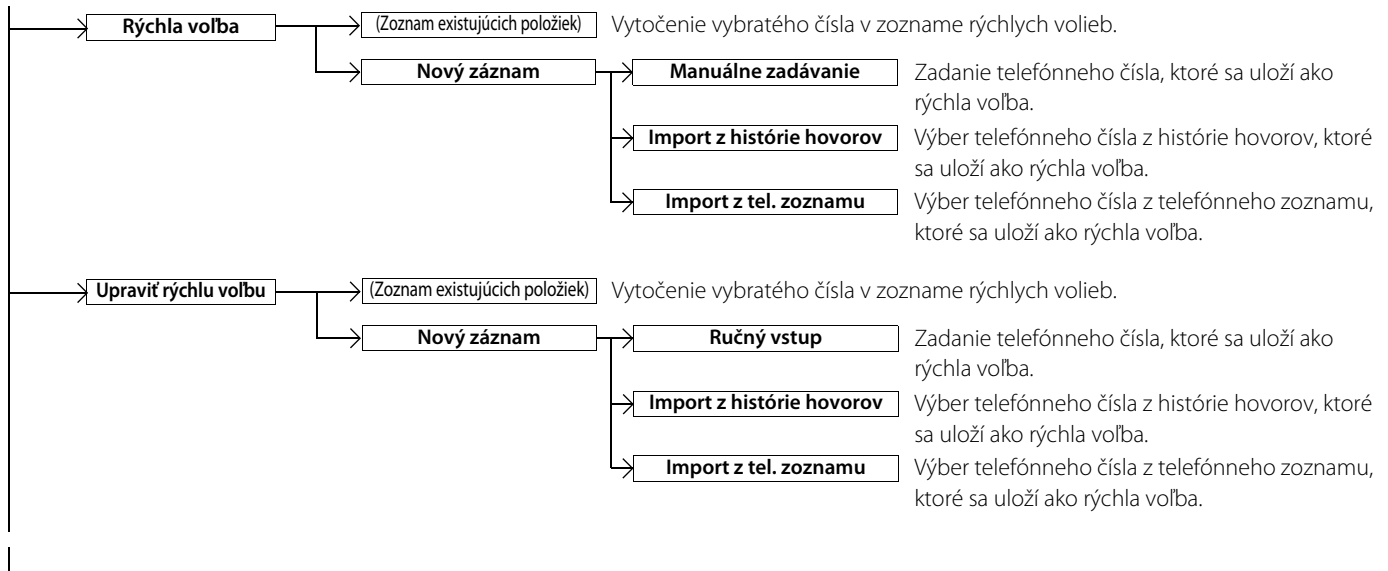 Rýchla voľba (Zoznam existujúcich položiek) Vytočenie vybratého čísla v zozname rýchlych volieb.
Nový záznam Manuálne zadávanie Zadanie telefónneho čísla, ktoré sa uloží ako
rýchla voľba.
Import z histórie hovorov Výber telefónneho čísla z histórie hovorov, ktoré
sa uloží ako rýchla voľba.
Import z tel. zoznamu Výber telefónneho čísla z telefónneho zoznamu,
ktoré sa uloží ako rýchla voľba.
Upraviť rýchlu voľbu (Zoznam existujúcich položiek) Vytočenie vybratého čísla v zozname rýchlych volieb.
Nový záznam Ručný vstup Zadanie telefónneho čísla, ktoré sa uloží ako
rýchla voľba.
Import z histórie hovorov Výber telefónneho čísla z histórie hovorov, ktoré
sa uloží ako rýchla voľba.
Import z tel. zoznamu Výber telefónneho čísla z telefónneho zoznamu,
ktoré sa uloží ako rýchla voľba.